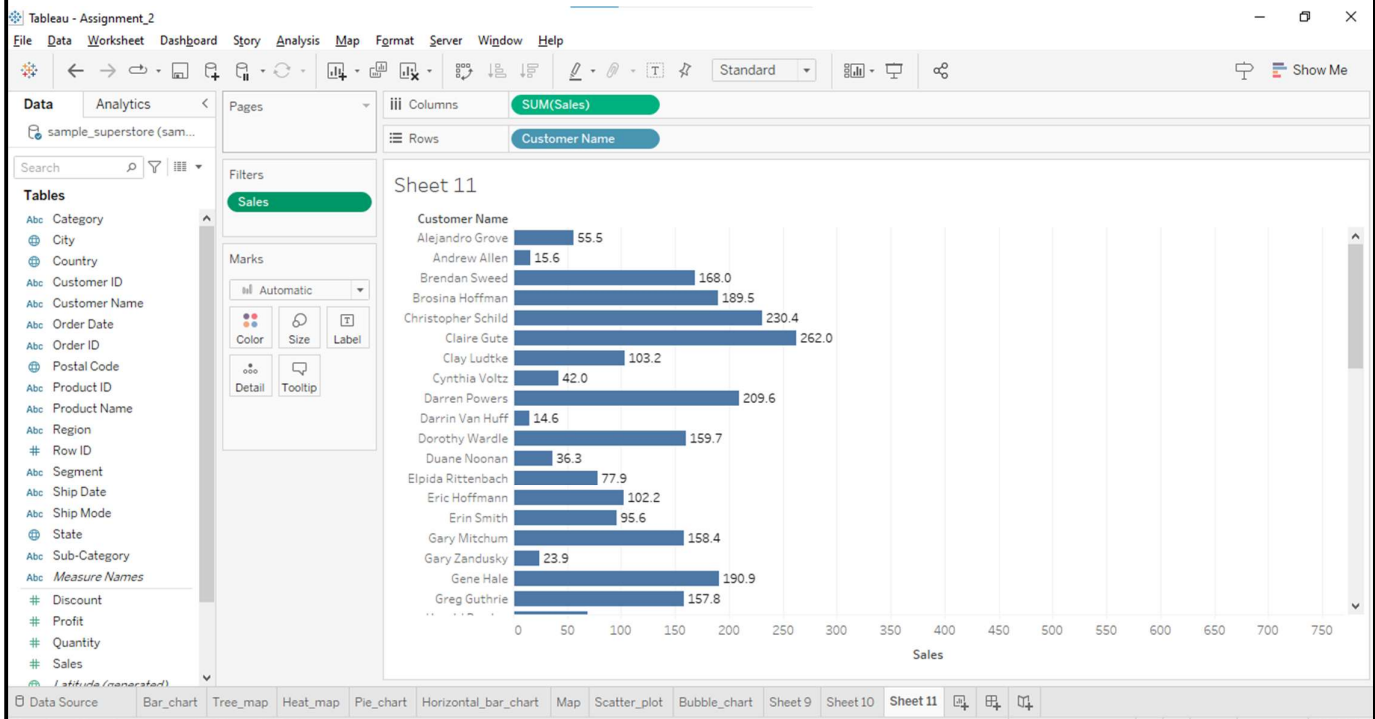 Tableau - Assignment_2
File Data Worksheet Dashboard Story Analysis Map Format Server Window Help
Standard
Show Me
Data Analytics
sample_superstore (sam...
Search
Tables
Abc Category
City
Country
Abc Customer ID
Abc Customer Name
Abc Order Date
Abc Order ID
Postal Code
Abc Product ID
Abc Product Name
Abc Region
# Row ID
Abc Segment
Abc Ship Date
Abc Ship Mode
State
Abc Sub-Category
Abc Measure Names
# Discount
# Profit
# Quantity
# Sales
Latitude (generated)
Pages
Filters
Sales
Marks
Automatic
Color Size Label
Detail Tooltip
iii Columns SUM(Sales)
Rows Customer Name
Sheet 11
Customer Name
Alejandro Grove 55.5
Andrew Allen 15.6
Brendan Sweed 168.0
Brosina Hoffman 189.5
Christopher Schild 230.4
Claire Gute 262.0
Clay Ludtke 103.2
Cynthia Voltz 42.0
Darren Powers 209.6
Darrin Van Huff 14.6
Dorothy Wardle 159.7
Duane Noonan 36.3
Elpida Rittenbach 77.9
Eric Hoffmann 102.2
Erin Smith 95.6
Gary Mitchum 158.4
Gary Zandusky 23.9
Gene Hale 190.9
Greg Guthrie 157.8
0 50 100 150 200 250 300 350 400 450 500 550 600 650 700 750
Sales
Data Source Bar_chart Tree_map Heat_map Pie_chart Horizontal_bar_chart Map Scatter_plot Bubble_chart Sheet 9 Sheet 10 Sheet 11